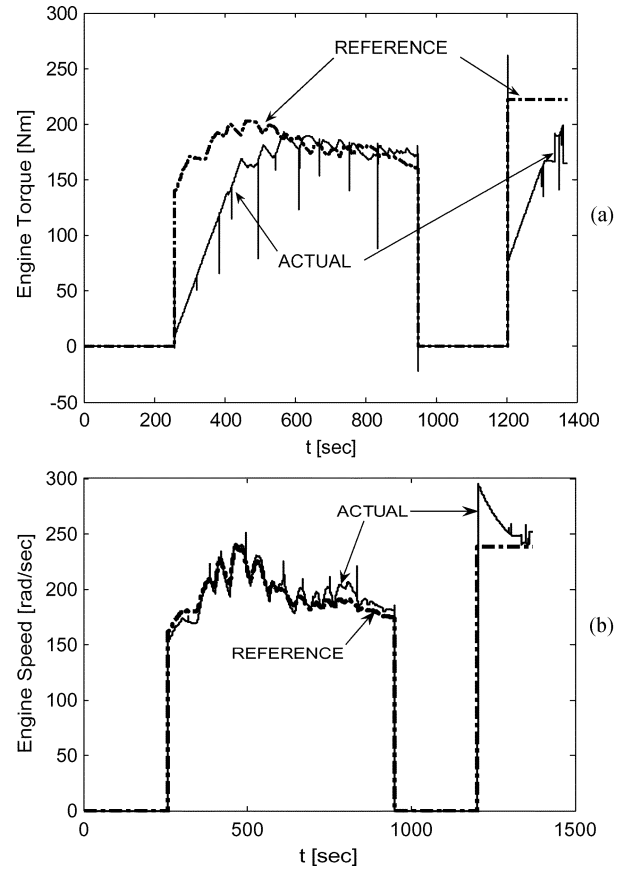 300
250
200
150
100
50
0
-50
Engine Torque [Nm]
REFERENCE
ACTUAL
(a)
0 200 400 600 800 1000 1200 1400
t [sec]
300
250
200
150
100
50
0
Engine Speed [rad/sec]
ACTUAL
REFERENCE
(b)
0 500 1000 1500
t [sec]